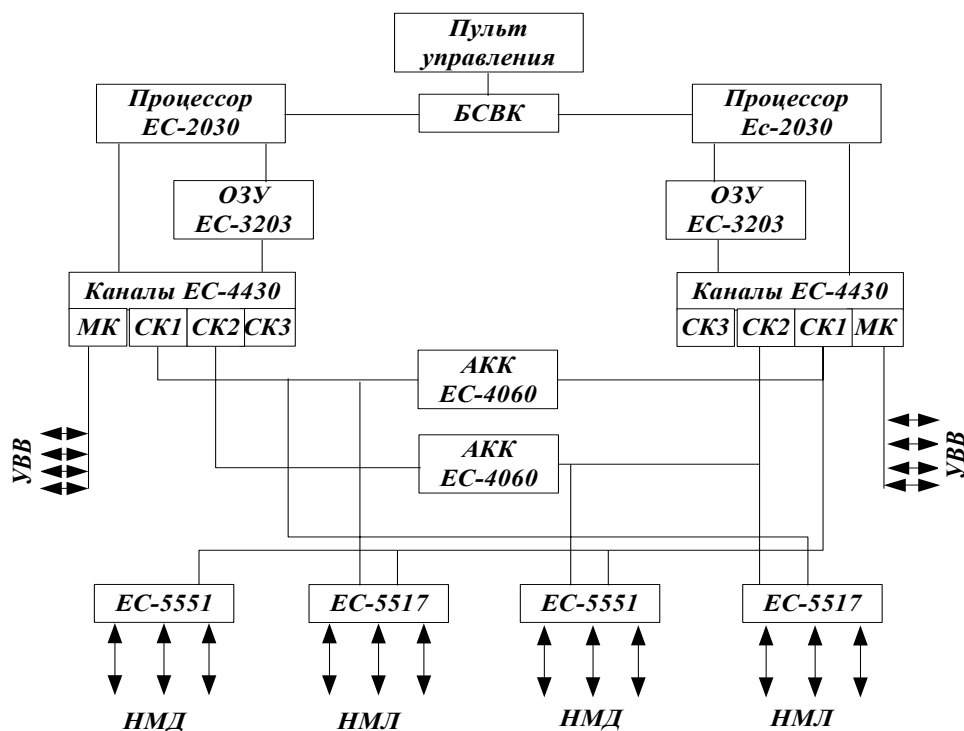 Пульт
управления
Процессор
ЕС-2030
БСВК
Процессор
Ес-2030
ОЗУ
ЕС-3203
ОЗУ
ЕС-3203
Каналы ЕС-4430
МК СК1 СК2 СК3
Каналы ЕС-4430
СК3 СК2 СК1 МК
АКК
ЕС-4060
АКК
ЕС-4060
УВВ
УВВ
ЕС-5551
ЕС-5517
ЕС-5551
ЕС-5517
НМД
НМЛ
НМД
НМЛ